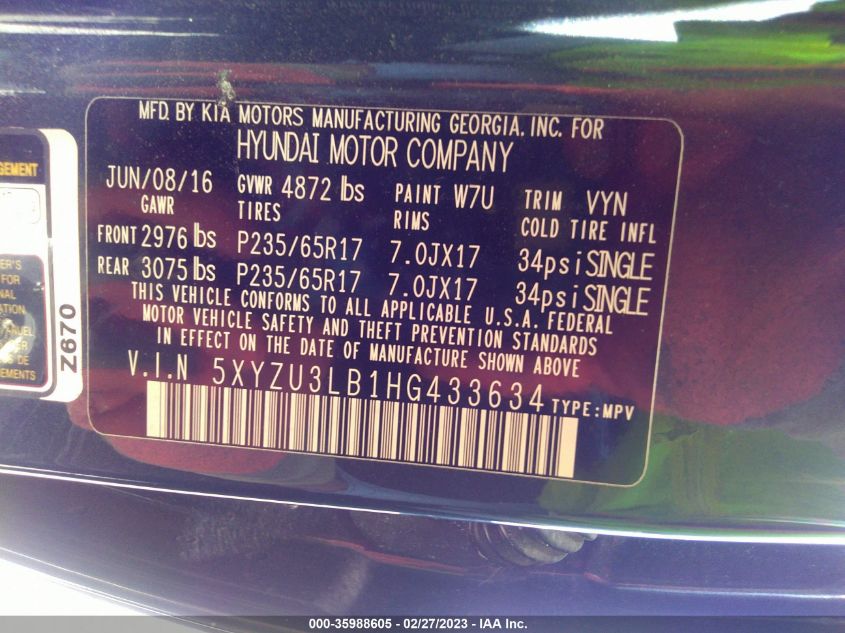 MFD. BY KIA MOTORS MANUFACTURING GEORGIA, INC. FOR
HYUNDAI MOTOR COMPANY
JUN/08/16 GVWR 4872 lbs PAINT W7U TRIM VYN
GAWR TIRES RIMS COLD TIRE INFL
FRONT 2976 lbs P235/65R17 7.0JX17 34psi SINGLE
REAR 3075 lbs P235/65R17 7.0JX17 34psi SINGLE
THIS VEHICLE CONFORMS TO ALL APPLICABLE U.S.A. FEDERAL
MOTOR VEHICLE SAFETY AND THEFT PREVENTION STANDARDS
IN EFFECT ON THE DATE OF MANUFACTURE SHOWN ABOVE
V.I.N 5XYZU3LB1HG433634 TYPE:MPV
Z670
000-35988605 - 02/27/2023 - IAA Inc.